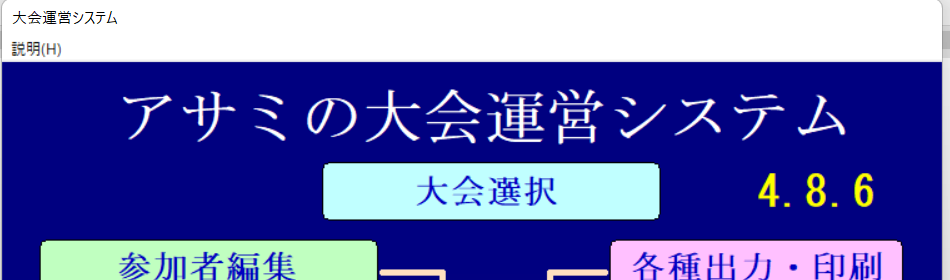 大会運営システム
説明(H)
アサミの大会運営システム
大会選択
4.8.6
参加者編集
各種出力・印刷